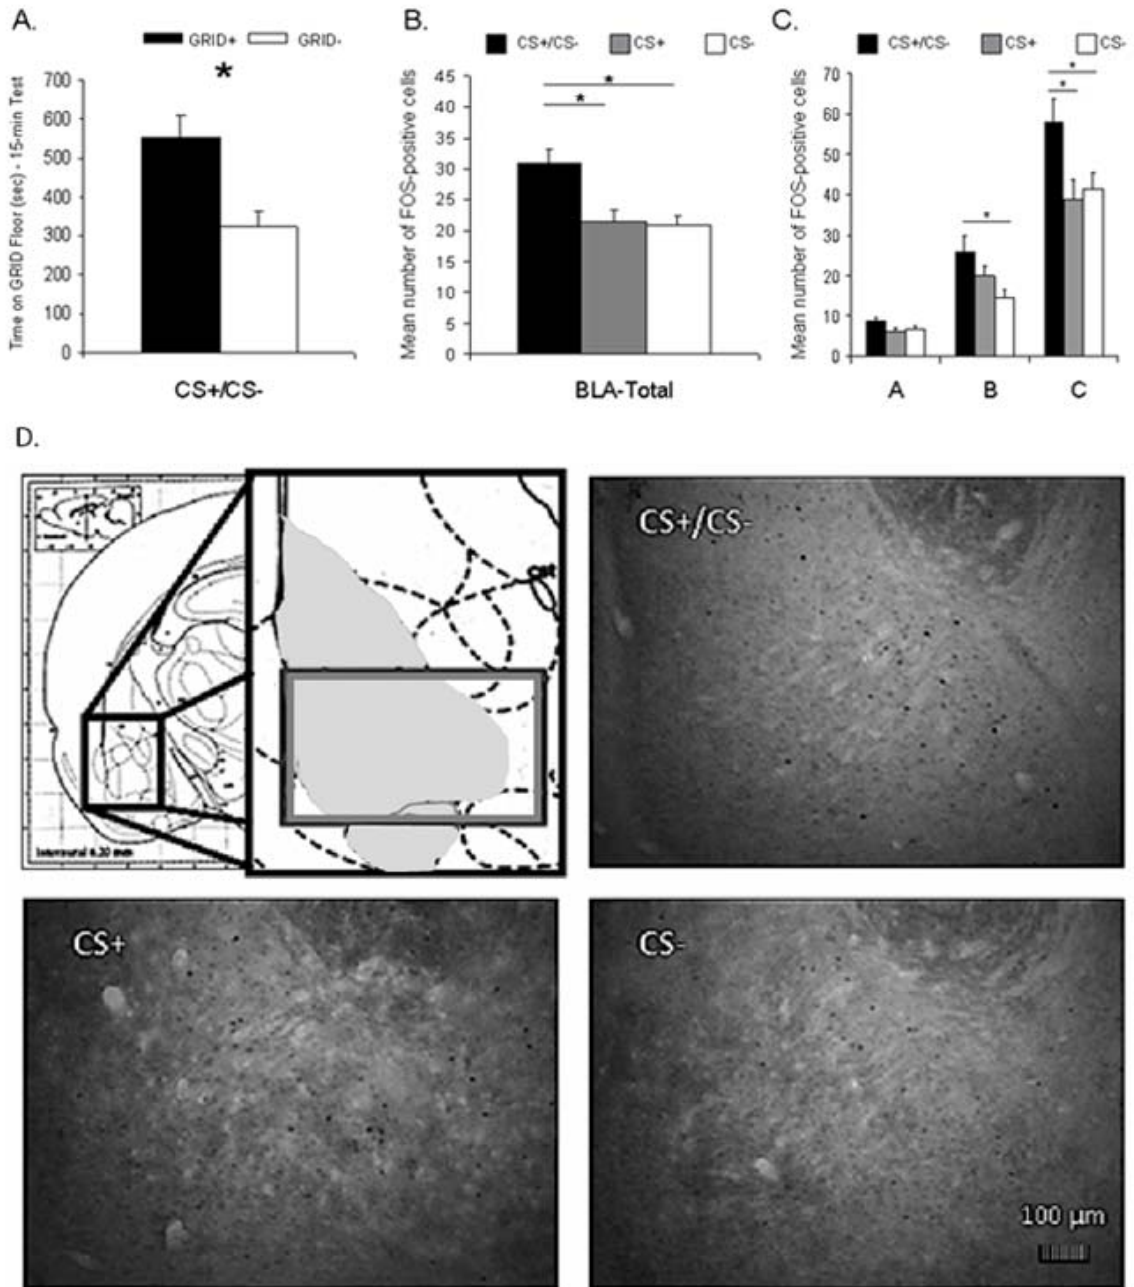 A.
GRID+ GRID-
*
Time on GRID Floor (sec) - 15-min Test
700
600
500
400
300
200
100
0
CS+/CS-
B.
CS+/CS- CS+ CS-
*
*
Mean number of FOS-positive cells
45
40
35
30
25
20
15
10
5
0
BLA-Total
C.
CS+/CS- CS+ CS-
*
*
*
Mean number of FOS-positive cells
70
60
50
40
30
20
10
0
A B C
D.
CS+/CS-
CS+
CS-
100 µm